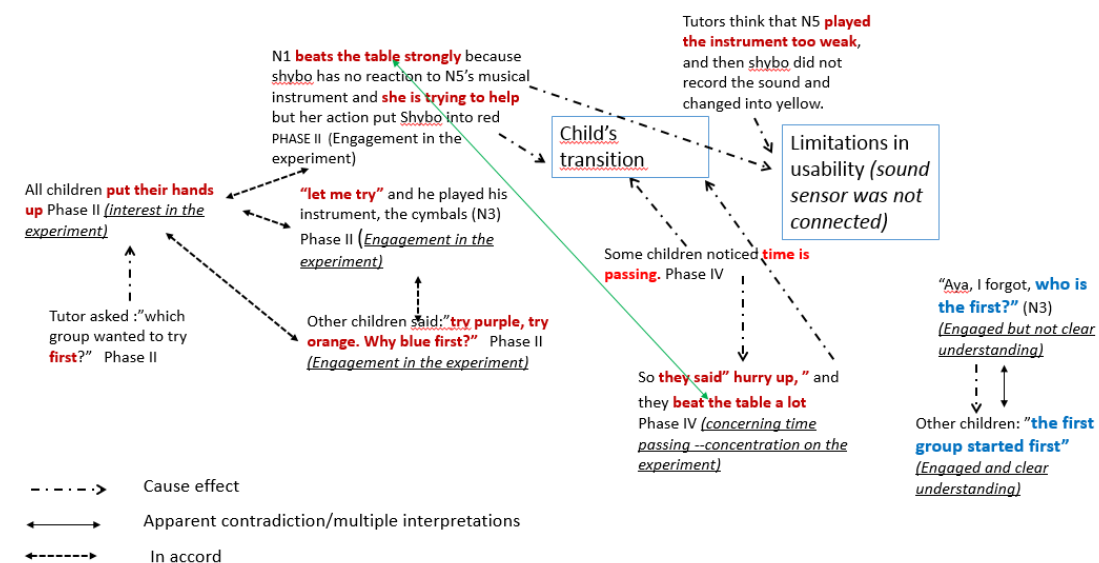 Tutors think that N5 played
the instrument too weak,
and then shybo did not
record the sound and
changed into yellow.
N1 beats the table strongly because
shybo has no reaction to N5's musical
instrument and she is trying to help
but her action put Shybo into red
PHASE II (Engagement in the
experiment)
Child's
transition
Limitations in
usability (sound
sensor was not
connected)
All children put their hands
up Phase II (interest in the
experiment)
"let me try" and he played his
instrument, the cymbals (N3)
Phase II (Engagement in the
experiment)
Some children noticed time is
passing. Phase IV
Tutor asked :"which
group wanted to try
first?" Phase II
Other children said:"try purple, try
orange. Why blue first?" Phase II
(Engagement in the experiment)
"Aya, I forgot, who is
the first?" (N3)
(Engaged but not clear
understanding)
So they said" hurry up, " and
they beat the table a lot
Phase IV (concerning time
passing --concentration on the
experiment)
Other children: "the first
group started first"
(Engaged and clear
understanding)
Cause effect
Apparent contradiction/multiple interpretations
In accord